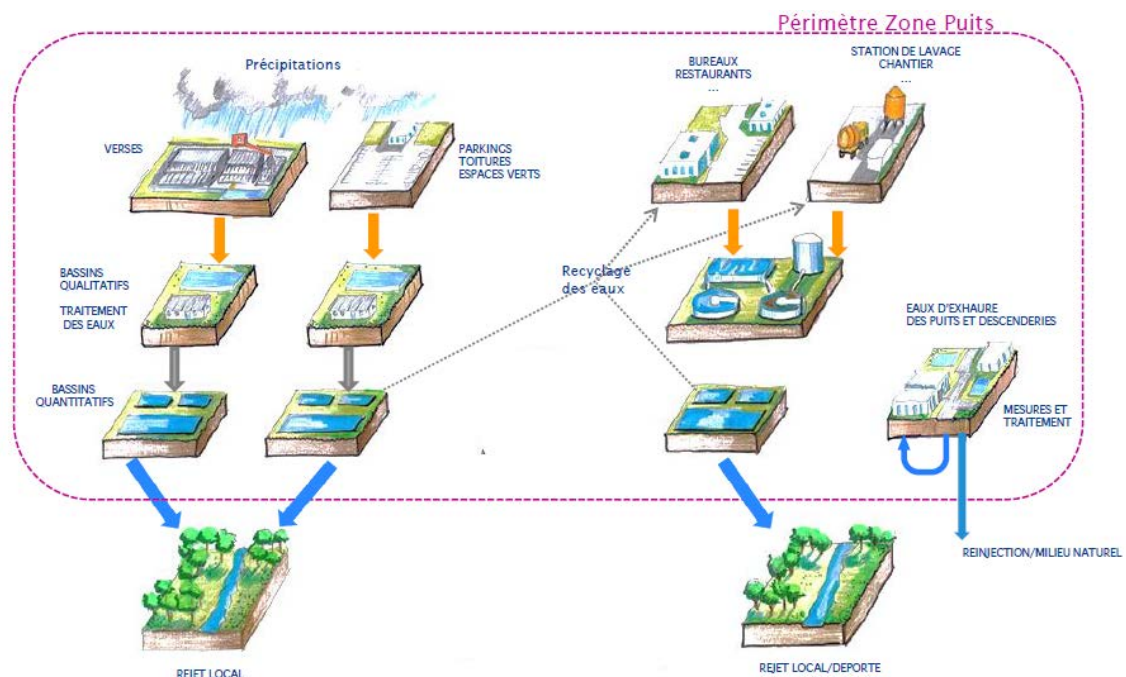 Périmètre Zone Puits
Précipitations
VERSES
PARKINGS
TOITURES
ESPACES VERTS
BUREAUX
RESTAURANTS
...
STATION DE LAVAGE
CHANTIER
...
BASSINS
QUALITATIFS
TRAITEMENT
DES EAUX
Recyclage
des eaux
EAUX D'EXHAURE
DES PUITS ET DESCENDERIES
BASSINS
QUANTITATIFS
MESURES ET
TRAITEMENT
REINJECTION/MILIEU NATUREL
REJET LOCAL
REJET LOCAL/DEPORTE